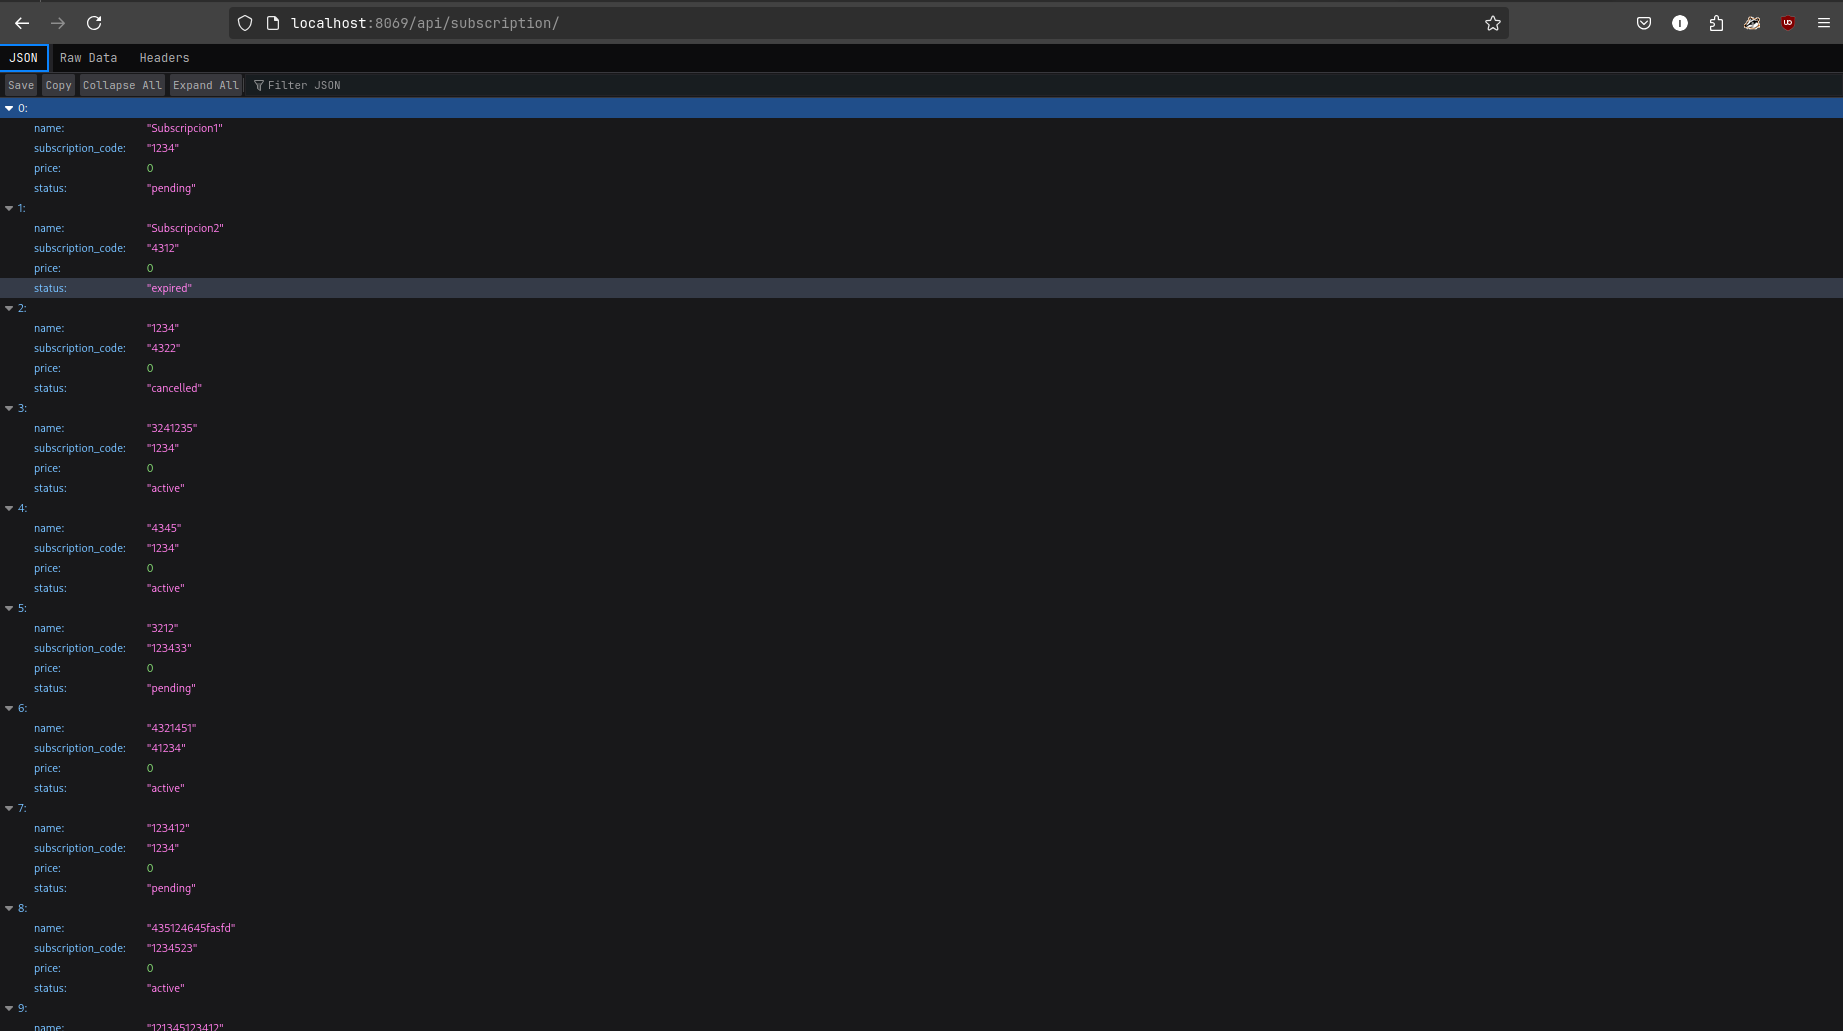 localhost:8069/api/subscription/
JSON Raw Data Headers
Save Copy Collapse All Expand All Filter JSON
0:
name: "Subscripcion1"
subscription_code: "1234"
price: 0
status: "pending"
1:
name: "Subscripcion2"
subscription_code: "4312"
price: 0
status: "expired"
2:
name: "1234"
subscription_code: "4322"
price: 0
status: "cancelled"
3:
name: "3241235"
subscription_code: "1234"
price: 0
status: "active"
4:
name: "4345"
subscription_code: "1234"
price: 0
status: "active"
5:
name: "3212"
subscription_code: "123433"
price: 0
status: "pending"
6:
name: "4321451"
subscription_code: "41234"
price: 0
status: "active"
7:
name: "123412"
subscription_code: "1234"
price: 0
status: "pending"
8:
name: "435124645fasfd"
subscription_code: "1234523"
price: 0
status: "active"
9:
name: "121345123412"